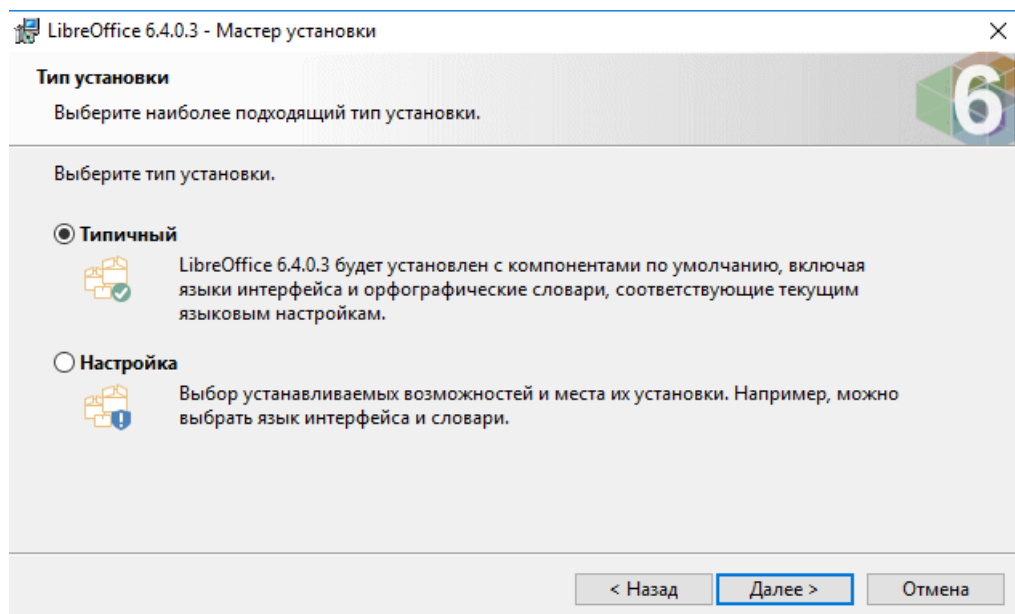 LibreOffice 6.4.0.3 - Мастер установки
Тип установки
Выберите наиболее подходящий тип установки.
6
Выберите тип установки.
Типичный
LibreOffice 6.4.0.3 будет установлен с компонентами по умолчанию, включая
языки интерфейса и орфографические словари, соответствующие текущим
языковым настройкам.
Настройка
Выбор устанавливаемых возможностей и места их установки. Например, можно
выбрать язык интерфейса и словари.
< Назад Далее > Отмена